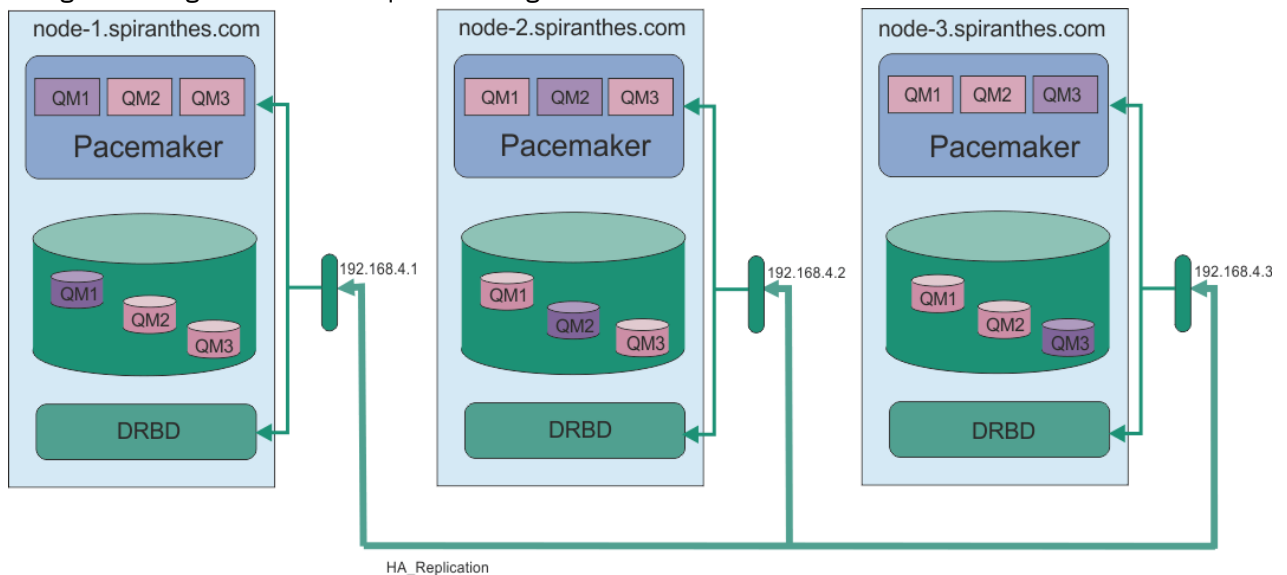 node-1.spiranthes.com
node-2.spiranthes.com
node-3.spiranthes.com
QM1 QM2 QM3
QM1 QM2 QM3
QM1 QM2 QM3
Pacemaker
Pacemaker
Pacemaker
192.168.4.1
192.168.4.2
192.168.4.3
QM1
QM2
QM3
QM1
QM2
QM3
QM1
QM2
QM3
DRBD
DRBD
DRBD
HA_Replication